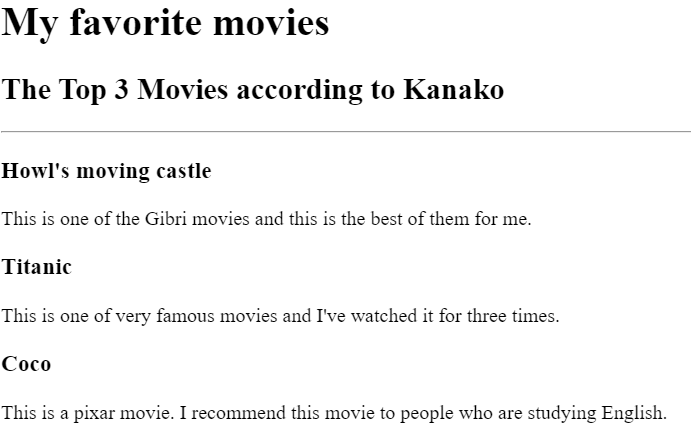 My favorite movies
The Top 3 Movies according to Kanako
Howl's moving castle
This is one of the Gibri movies and this is the best of them for me.
Titanic
This is one of very famous movies and I've watched it for three times.
Coco
This is a pixar movie. I recommend this movie to people who are studying English.